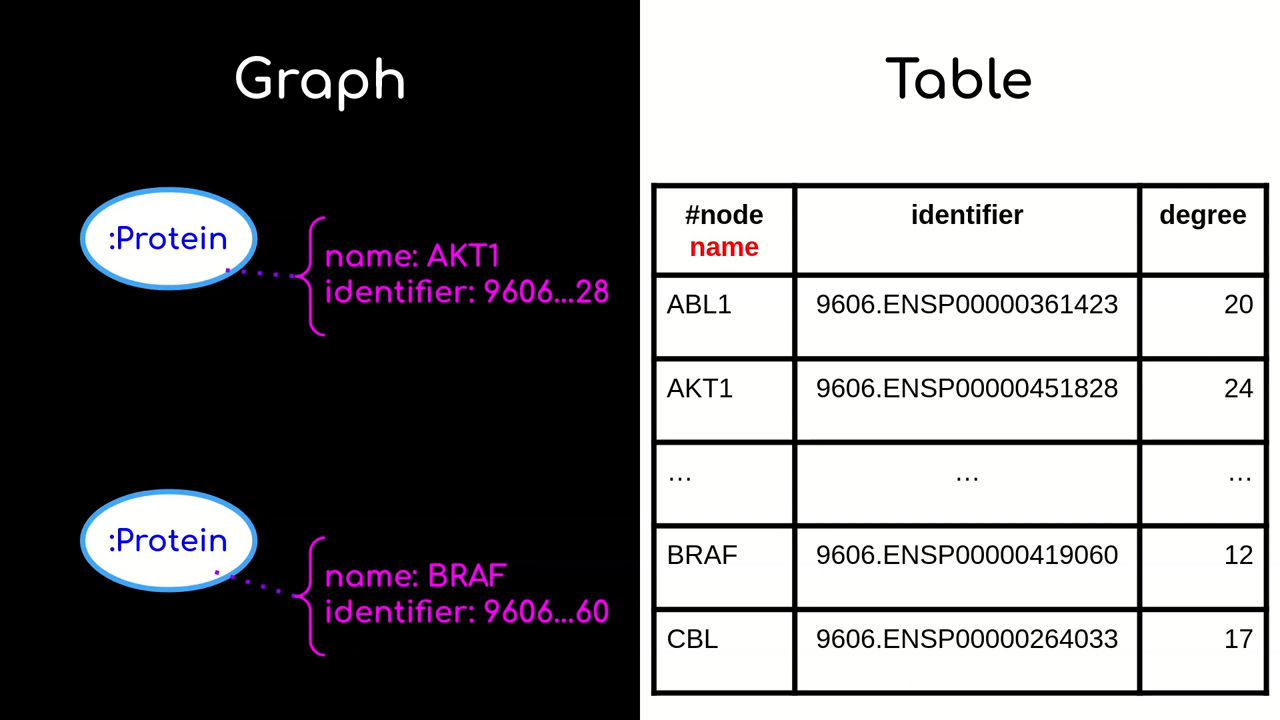 Graph
:Protein
name: AKT1
identifier: 9606...28
:Protein
name: BRAF
identifier: 9606...60
Table
#node identifier degree
name
ABL1 9606.ENSP00000361423 20
AKT1 9606.ENSP00000451828 24
... ... ...
BRAF 9606.ENSP00000419060 12
CBL 9606.ENSP00000264033 17